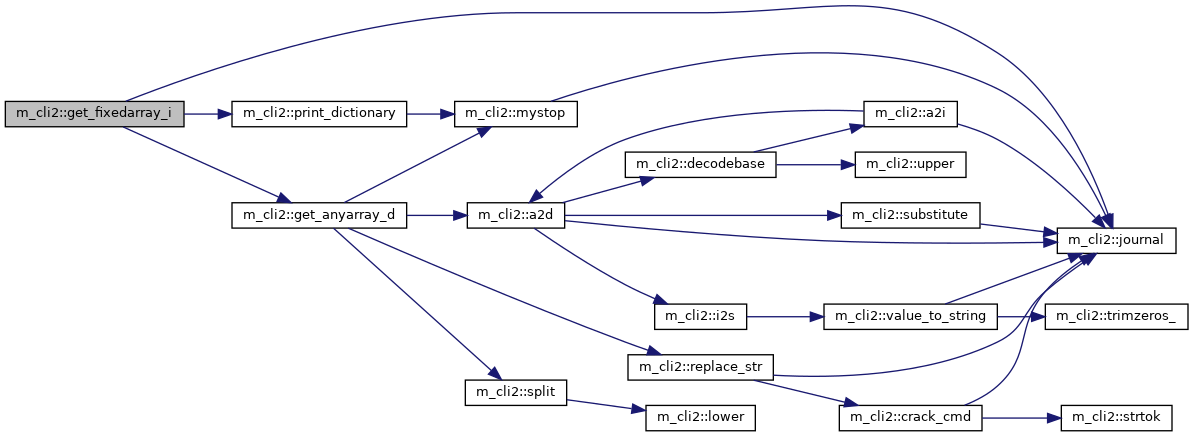 m_cli2::get_fixedarray_i
m_cli2::print_dictionary
m_cli2::mystop
m_cli2::a2i
m_cli2::decodebase
m_cli2::upper
m_cli2::get_anyarray_d
m_cli2::a2d
m_cli2::substitute
m_cli2::journal
m_cli2::i2s
m_cli2::value_to_string
m_cli2::trimzeros_
m_cli2::replace_str
m_cli2::split
m_cli2::lower
m_cli2::crack_cmd
m_cli2::strtok